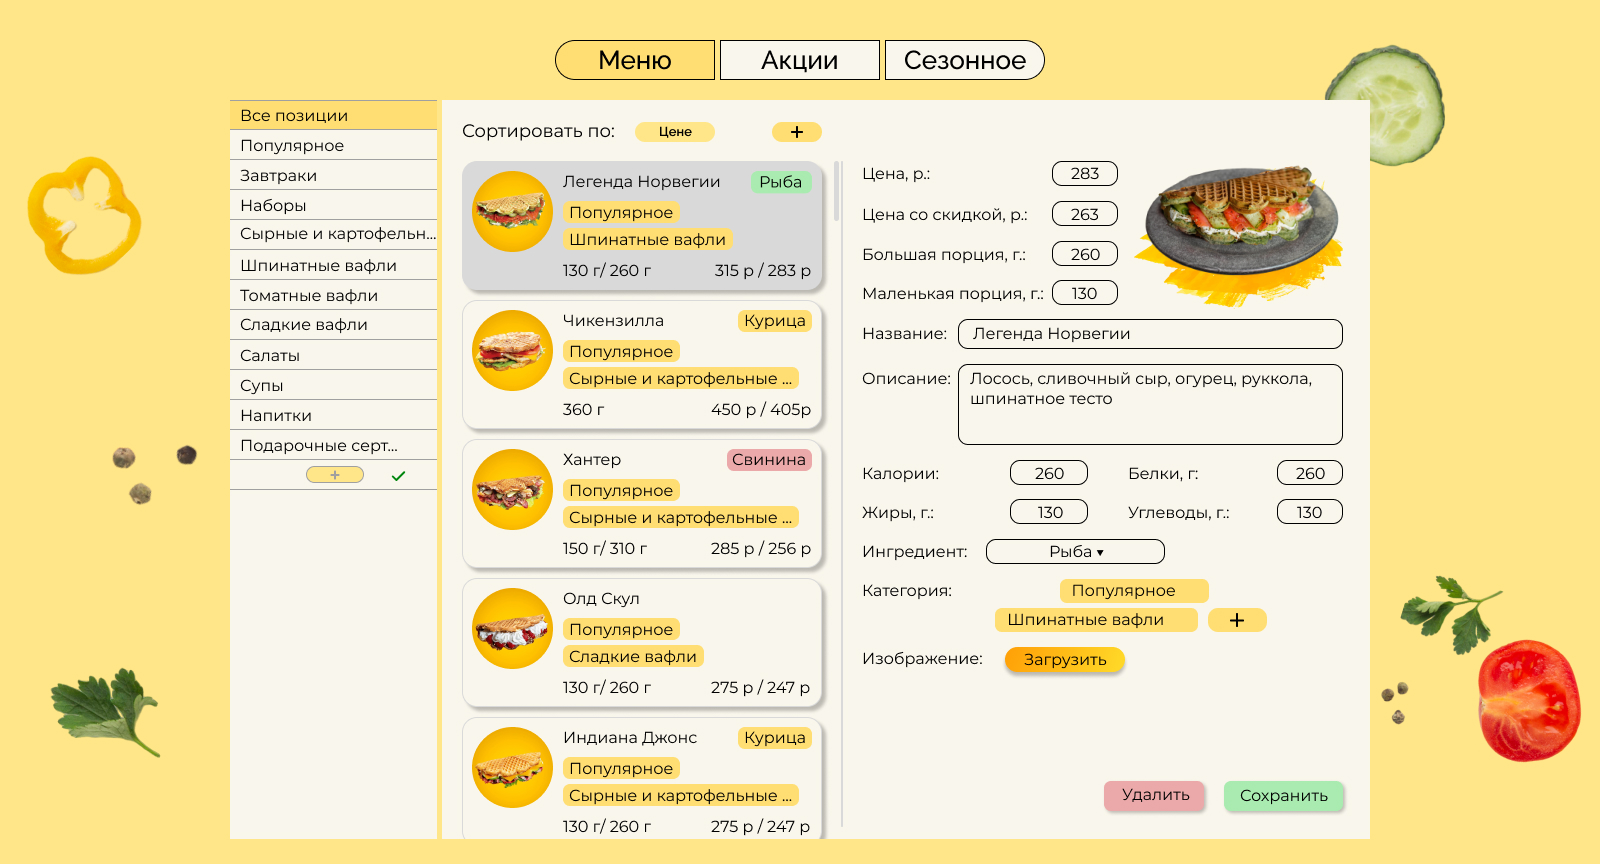 Меню
Акции
Сезонное
Все позиции
Популярное
Завтраки
Наборы
Сырные и картофельн...
Шпинатные вафли
Томатные вафли
Сладкие вафли
Салаты
Супы
Напитки
Подарочные серт...
+
Сортировать по: Цене +
Легенда Норвегии Рыба
Популярное
Шпинатные вафли
130 г/ 260 г 315 р / 283 р
Чикензилла Курица
Популярное
Сырные и картофельные ...
360 г 450 р / 405р
Хантер Свинина
Популярное
Сырные и картофельные ...
150 г/ 310 г 285 р / 256 р
Олд Скул
Популярное
Сладкие вафли
130 г/ 260 г 275 р / 247 р
Индиана Джонс Курица
Популярное
Сырные и картофельные ...
130 г/ 260 г 275 р / 247 р
Цена, р.: 283
Цена со скидкой, р.: 263
Большая порция, г.: 260
Маленькая порция, г.: 130
Название: Легенда Норвегии
Описание: Лосось, сливочный сыр, огурец, руккола,
шпинатное тесто
Калории: 260 Белки, г: 260
Жиры, г.: 130 Углеводы, г.: 130
Ингредиент: Рыба ▾
Категория: Популярное
Шпинатные вафли +
Изображение: Загрузить
Удалить Сохранить